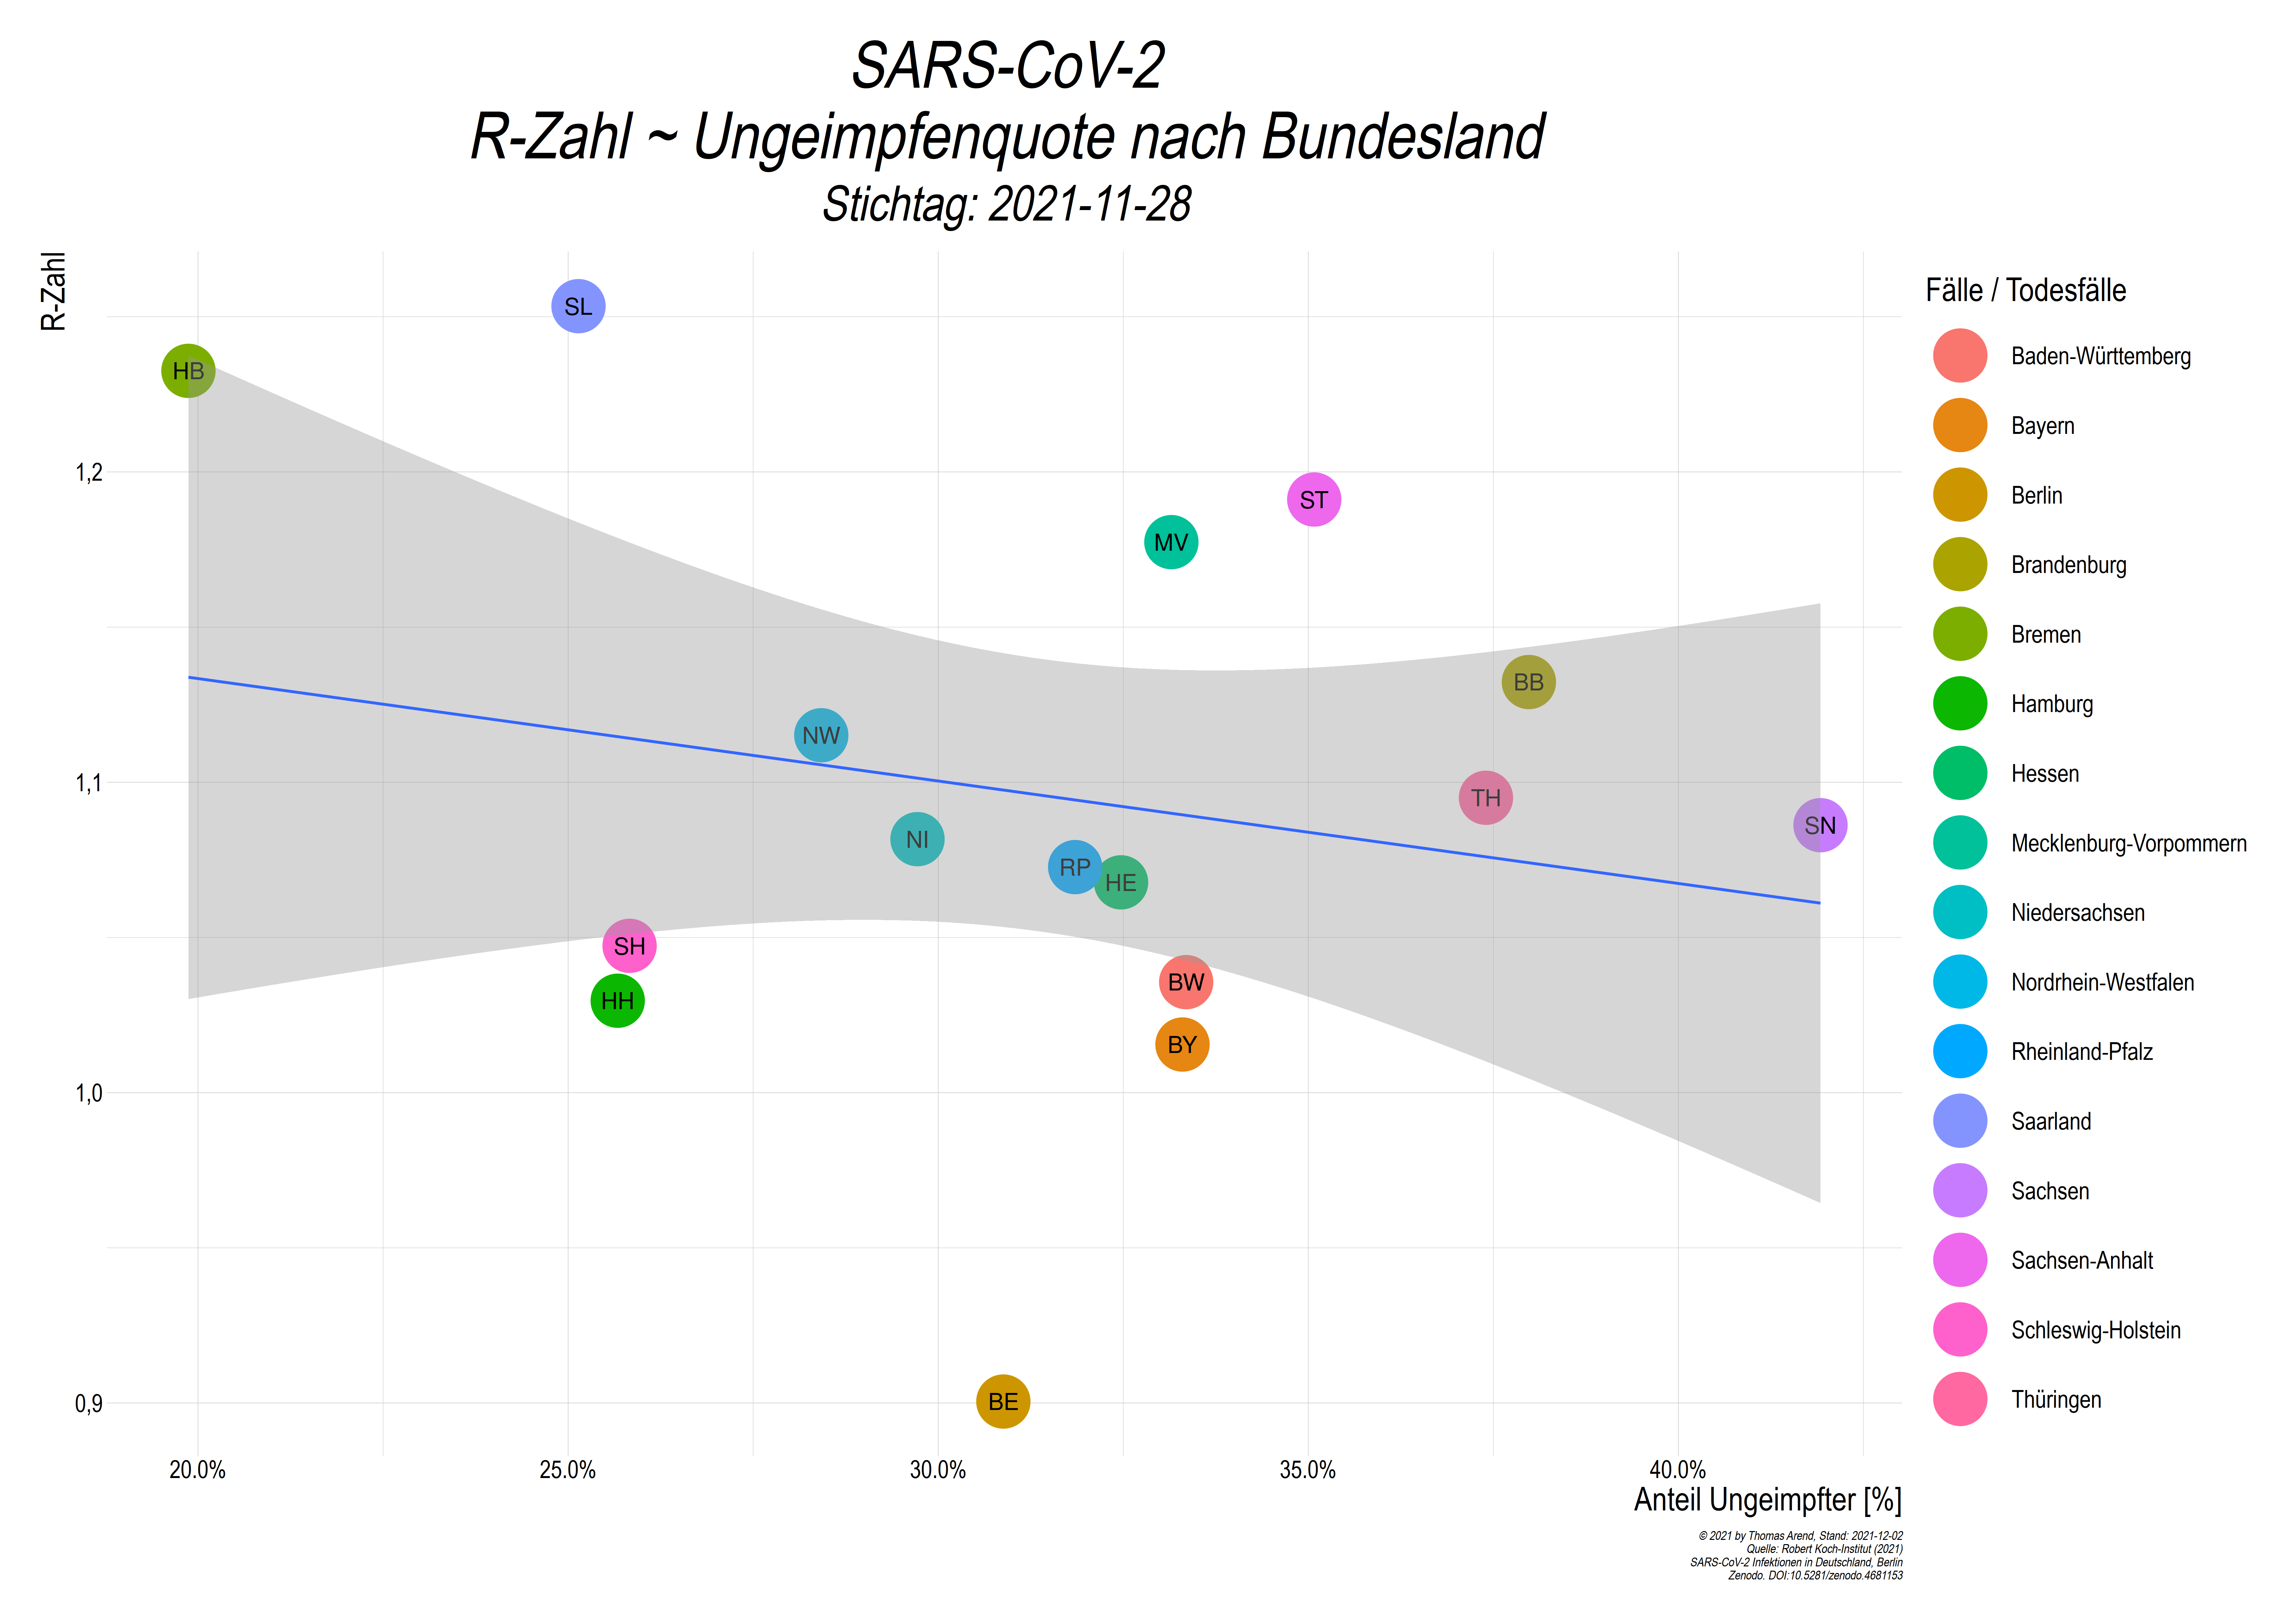 SARS-CoV-2
R-Zahl ~ Ungeimpfenquote nach Bundesland
Stichtag: 2021-11-28
R-Zahl
1,2
1,1
1,0
0,9
SL
HB
ST
MV
BB
NW
TH
SN
NI
RP
HE
SH
BW
HH
BY
BE
20.0%
25.0%
30.0%
35.0%
40.0%
Anteil Ungeimpfter [%]
Fälle / Todesfälle
Baden-Württemberg
Bayern
Berlin
Brandenburg
Bremen
Hamburg
Hessen
Mecklenburg-Vorpommern
Niedersachsen
Nordrhein-Westfalen
Rheinland-Pfalz
Saarland
Sachsen
Sachsen-Anhalt
Schleswig-Holstein
Thüringen
© 2021 by Thomas Arend, Stand: 2021-12-02
Quelle: Robert Koch-Institut (2021)
SARS-CoV-2 Infektionen in Deutschland, Berlin
Zenodo. DOI:10.5281/zenodo.4681153